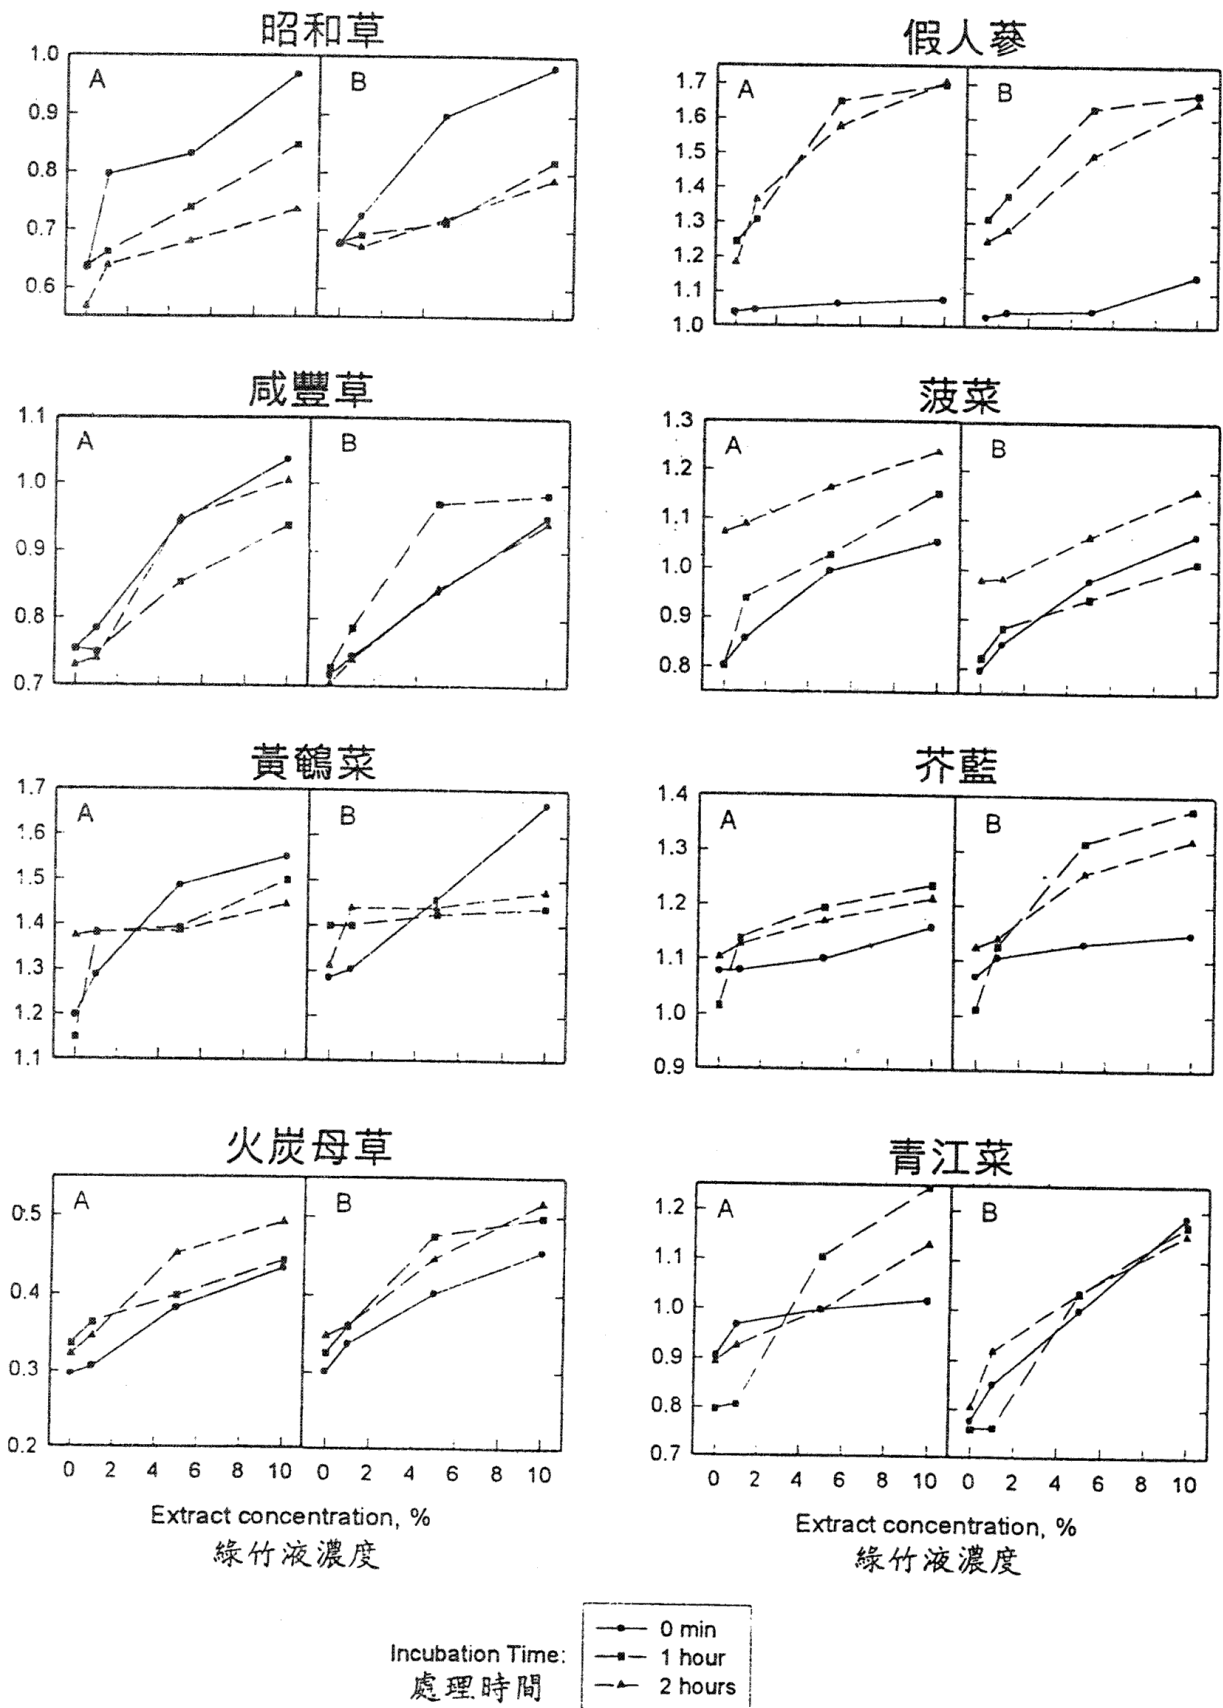 昭和草
1.0
0.9
0.8
0.7
0.6
A
B
假人蔘
1.7
1.6
1.5
1.4
1.3
1.2
1.1
1.0
A
B
咸豐草
1.1
1.0
0.9
0.8
0.7
A
B
菠菜
1.3
1.2
1.1
1.0
0.9
0.8
A
B
黃鵪菜
1.7
1.6
1.5
1.4
1.3
1.2
1.1
A
B
芥藍
1.4
1.3
1.2
1.1
1.0
0.9
A
B
火炭母草
0.5
0.4
0.3
0.2
A
B
0 2 4 6 8 10 0 2 4 6 8 10
Extract concentration, %
綠竹液濃度
青江菜
1.2
1.1
1.0
0.9
0.8
0.7
A
B
0 2 4 6 8 10 0 2 4 6 8 10
Extract concentration, %
綠竹液濃度
Incubation Time:
處理時間
0 min
1 hour
2 hours